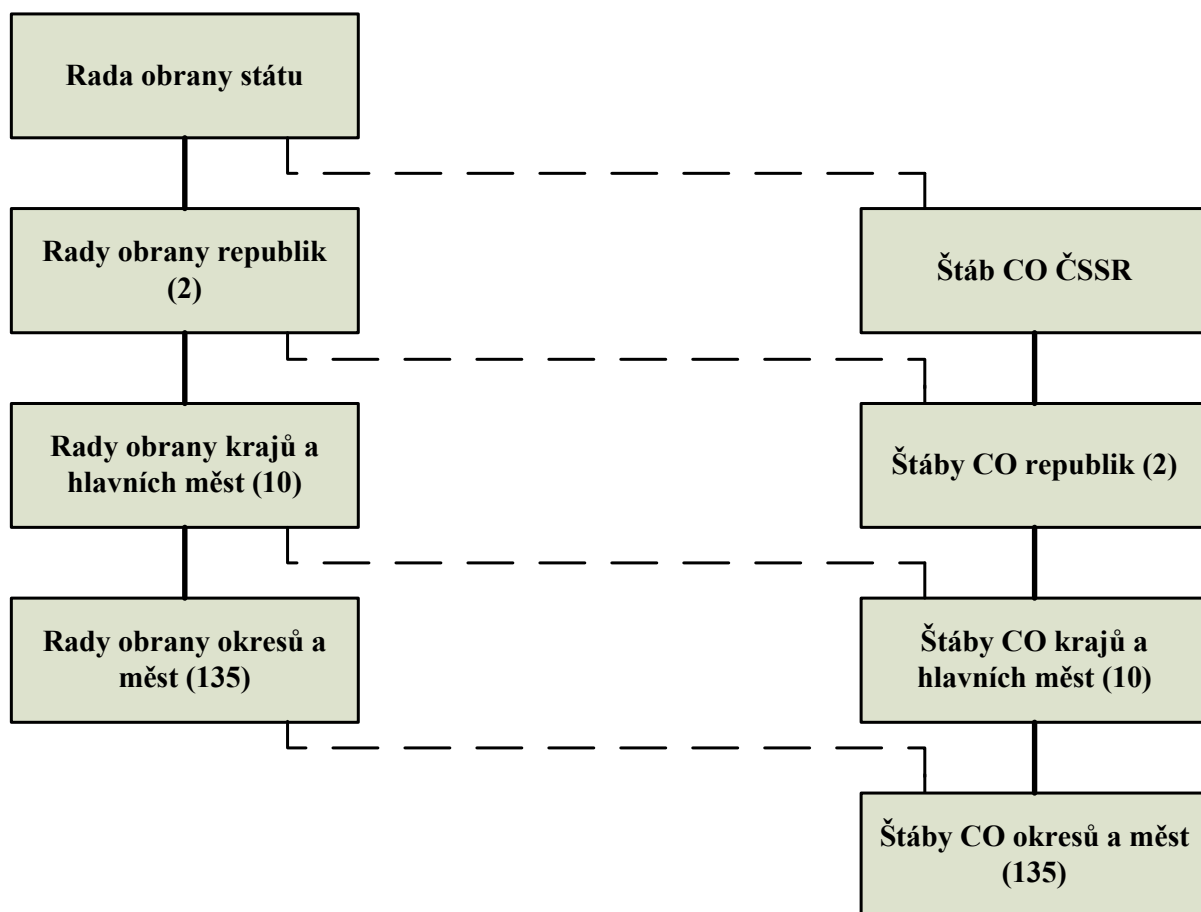 Rada obrany státu
Rady obrany republik
(2)
Štáb CO ČSSR
Rady obrany krajů a
hlavních měst (10)
Štáby CO republik (2)
Rady obrany okresů a
měst (135)
Štáby CO krajů a
hlavních měst (10)
Štáby CO okresů a měst
(135)